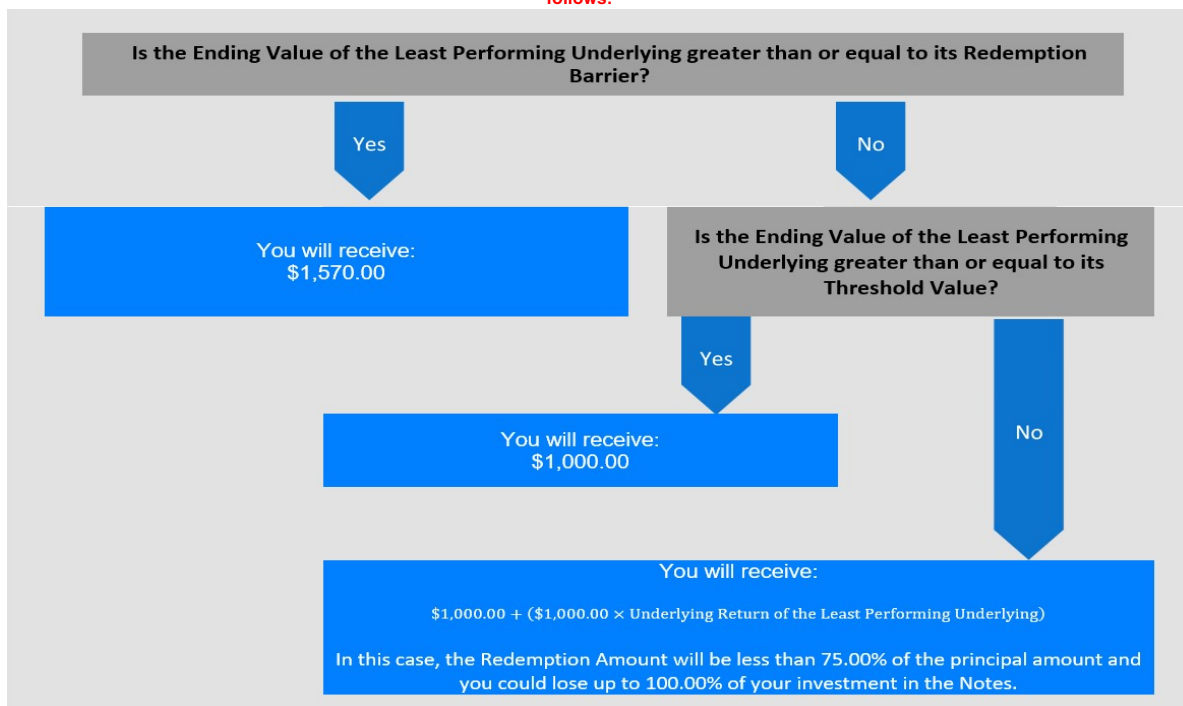 follows:
Is the Ending Value of the Least Performing Underlying greater than or equal to its Redemption
Barrier?
Yes
No
You will receive:
$1,570.00
Is the Ending Value of the Least Performing
Underlying greater than or equal to its
Threshold Value?
Yes
No
You will receive:
$1,000.00
You will receive:
$1,000.00 + ($1,000.00 × Underlying Return of the Least Performing Underlying)
In this case, the Redemption Amount will be less than 75.00% of the principal amount and
you could lose up to 100.00% of your investment in the Notes.